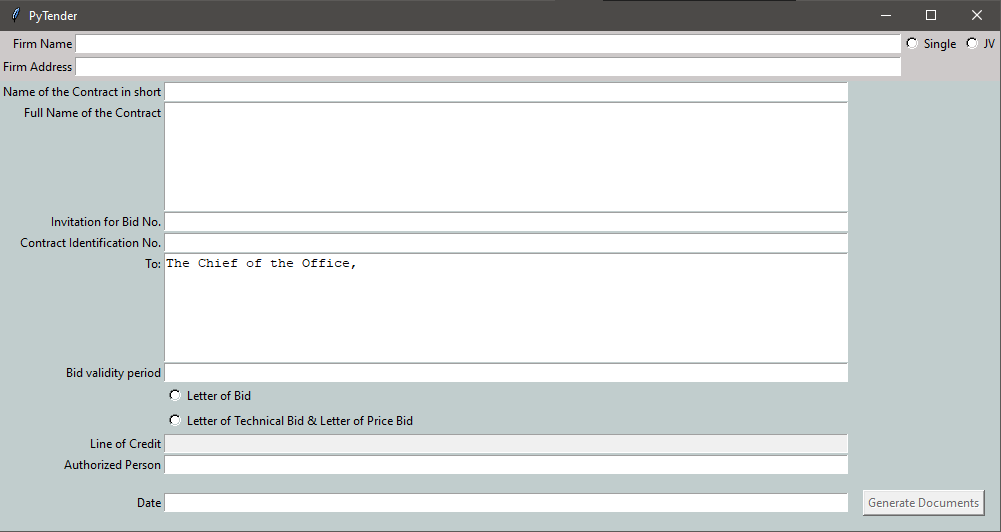 PyTender
Firm Name Single JV
Firm Address
Name of the Contract in short
Full Name of the Contract
Invitation for Bid No.
Contract Identification No.
To: The Chief of the Office,
Bid validity period
Letter of Bid
Letter of Technical Bid & Letter of Price Bid
Line of Credit
Authorized Person
Date Generate Documents